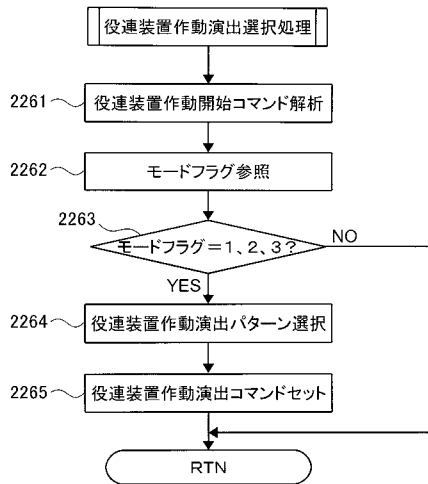 役連装置作動演出選択処理
2261
役連装置作動開始コマンド解析
2262
モードフラグ参照
2263
モードフラグ＝1、2、3？
NO
YES
2264
役連装置作動演出パターン選択
2265
役連装置作動演出コマンドセット
RTN